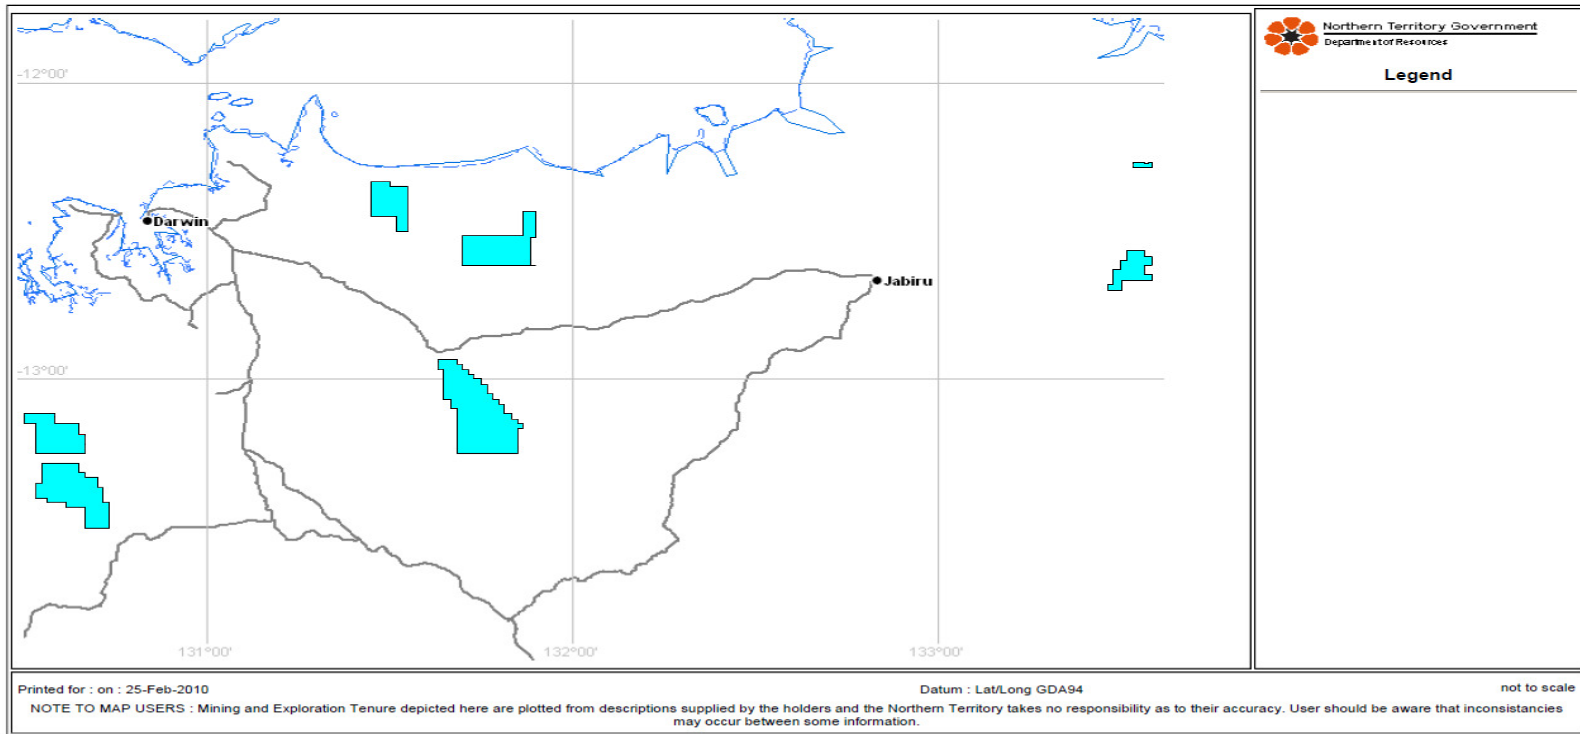 Northern Territory Government
Department of Resources
Legend
-12°00'
Darwin
Jabiru
-13°00'
131°00'
132°00'
133°00'
Printed for : on : 25-Feb-2010
Datum : Lat/Long GDA94
not to scale
NOTE TO MAP USERS : Mining and Exploration Tenure depicted here are plotted from descriptions supplied by the holders and the Northern Territory takes no responsibility as to their accuracy. User should be aware that inconsistancies
may occur between some information.